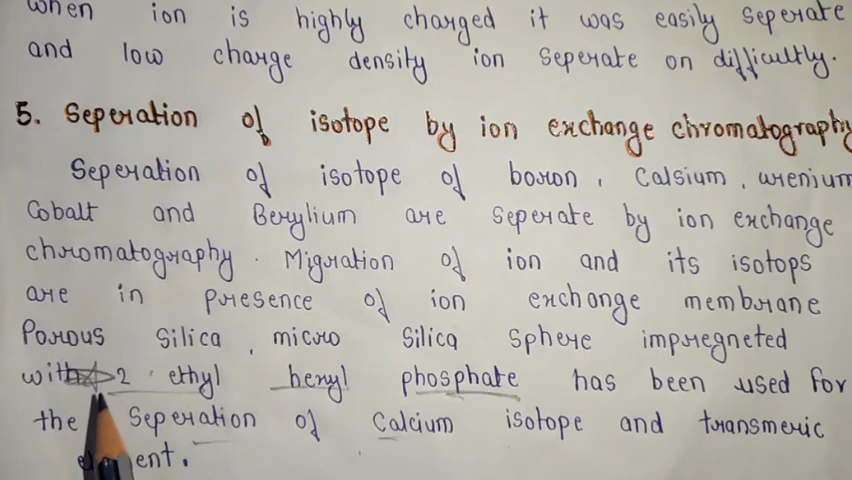 when ion is highly charged it was easily seperate
and low charge density ion seperate on difficultly.
5. Seperation of isotope by ion exchange chromatography
Seperation of isotope of boron, Calsium, urenium
Cobalt and Berylium are seperate by ion exchange
chromatography. Migration of ion and its isotops
are in presence of ion exchange membrane
Porous silica, micro silica sphere impregneted
with 2 ethyl hexyl phosphate has been used for
the Seperation of Calcium isotope and transmeric